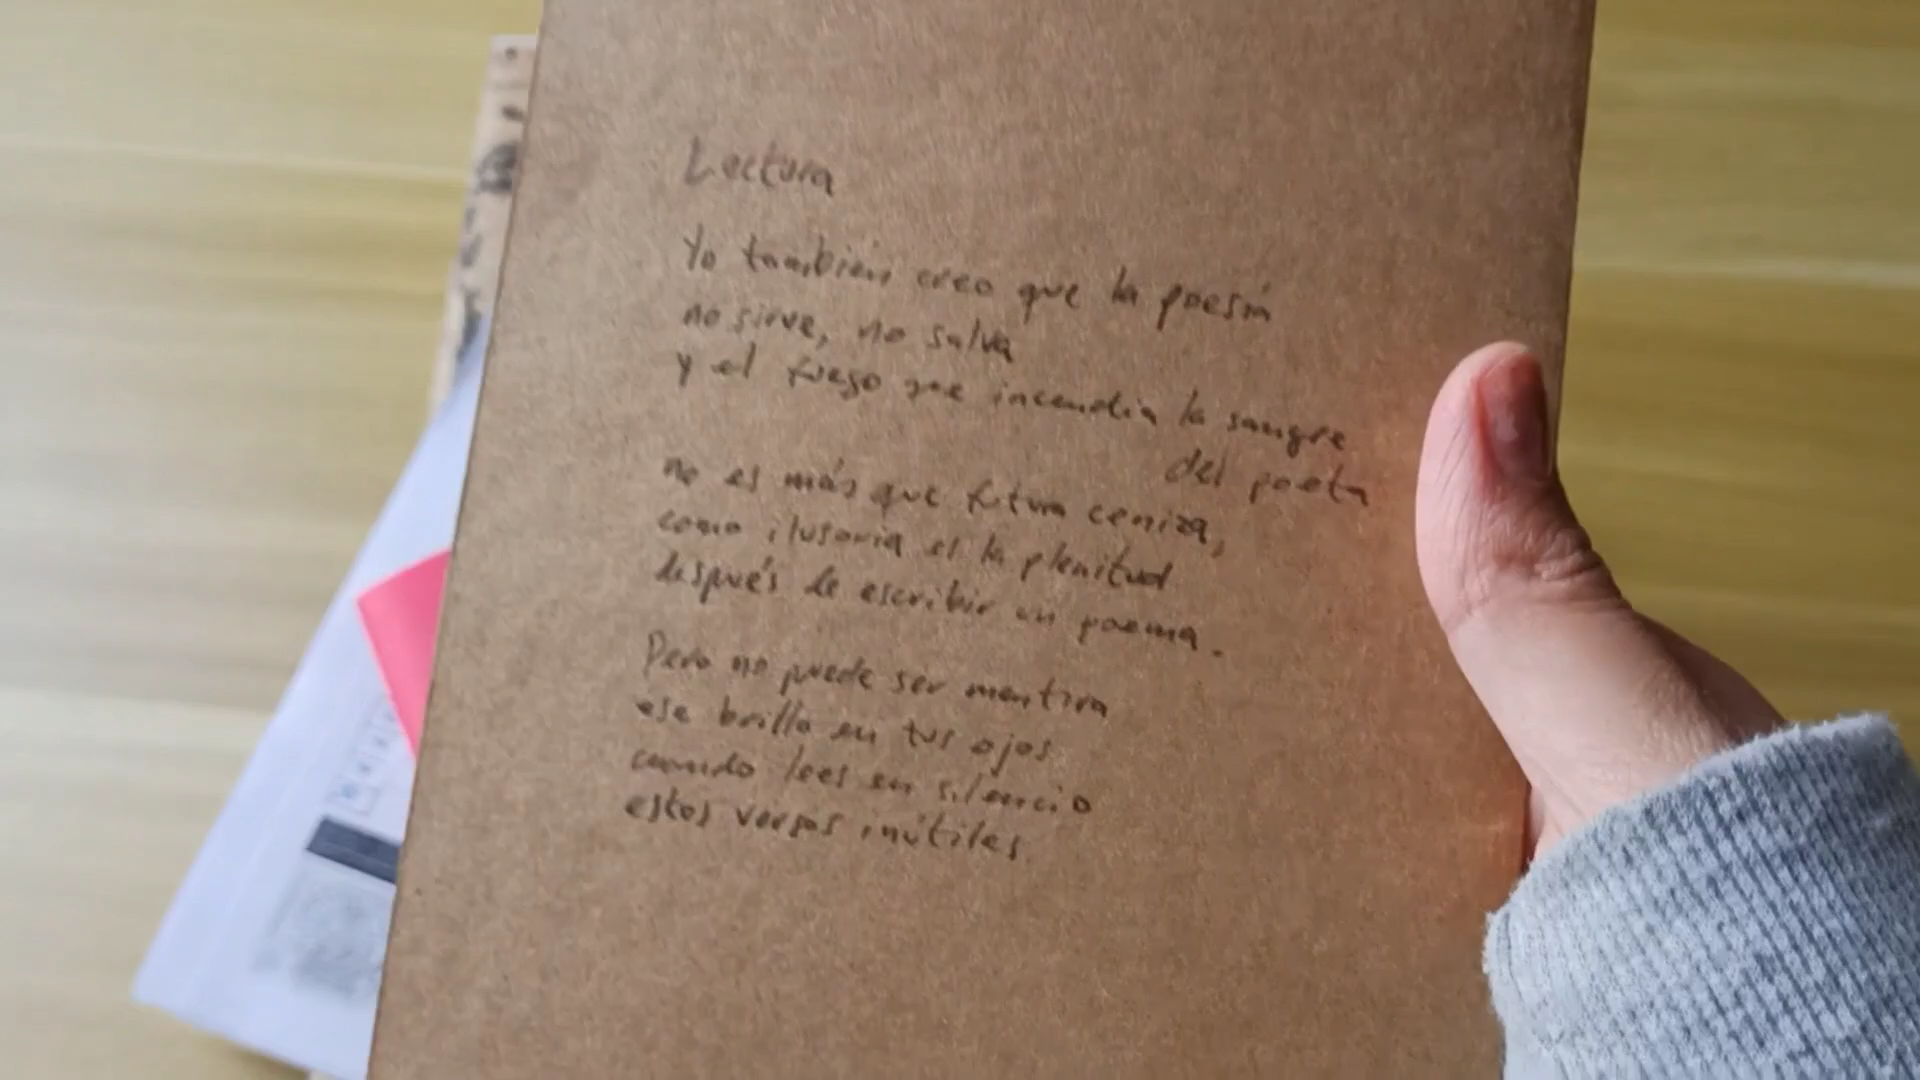 Lectura
Yo también creo que la poesía
no sirve, no salva
y el fuego que incendia la sangre
del poeta
no es más que futura ceniza,
como ilusoria es la plenitud
después de escribir un poema.
Pero no puede ser mentira
ese brillo en tus ojos
cuando lees en silencio
estos versos inútiles.